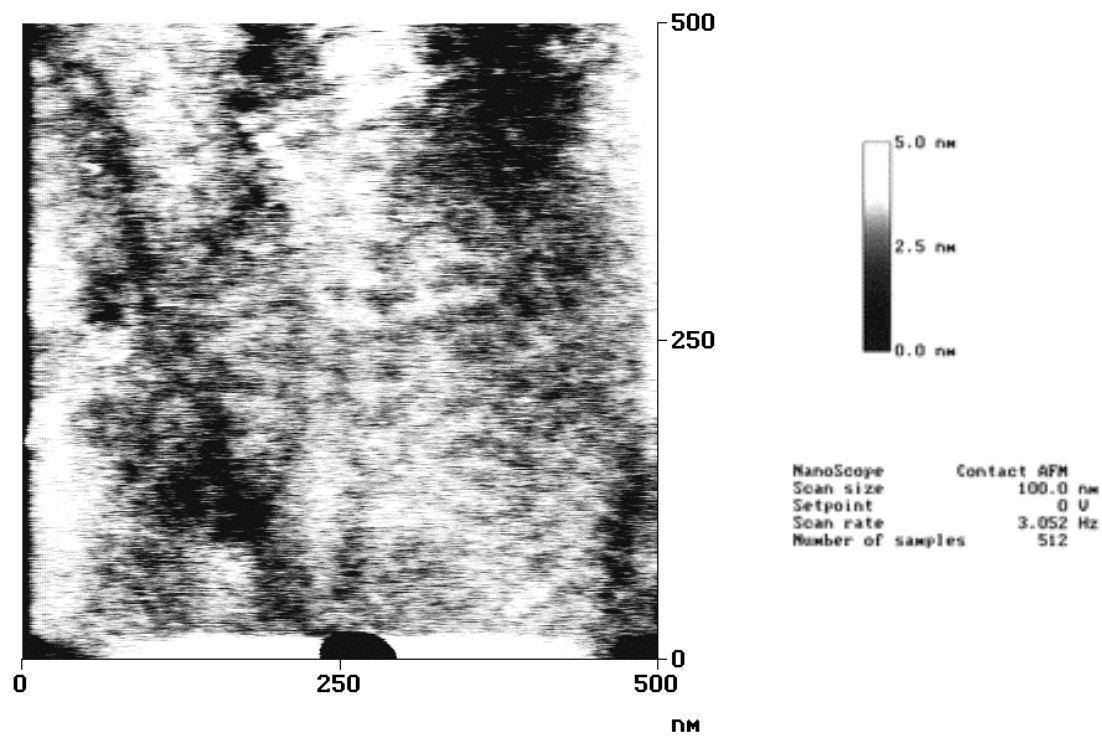 500
250
0
0 250 500
nm
5.0 nm
2.5 nm
0.0 nm
NanoScope Contact AFM
Scan size 100.0 nm
Setpoint 0 V
Scan rate 3.052 Hz
Number of samples 512